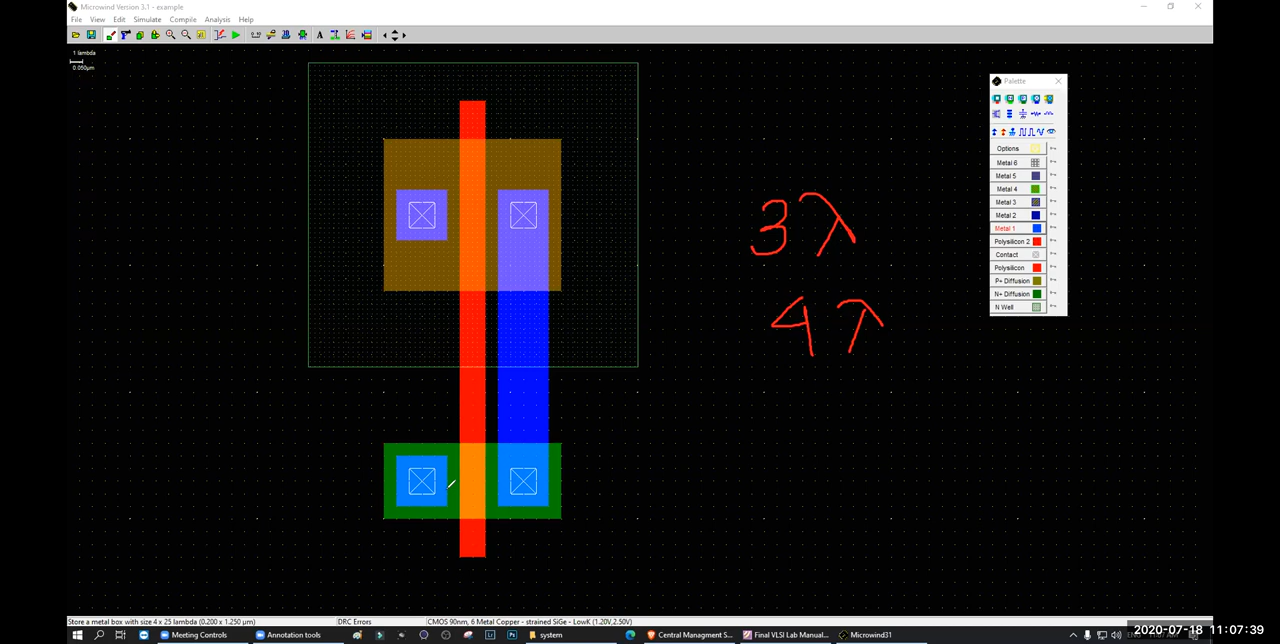 Microwind Version 3.1 - example
File View Edit Simulate Compile Analysis Help
1 lambda
0.050µm
Palette
Options
Metal 6
Metal 5
Metal 4
Metal 3
Metal 2
Metal 1
Polysilicon 2
Contact
Polysilicon
P+ Diffusion
N+ Diffusion
N Well
3λ
4λ
Store a metal box with size 4 x 25 lambda (0.200 x 1.250 µm) DRC Errors CMOS 90nm, 6 Metal Copper - strained SiGe - LowK (1.20V,2.50V)
Meeting Controls Annotation tools system Central Managment S... Final VLSI Lab Manual... Microwind31
2020-07-18 11:07:39